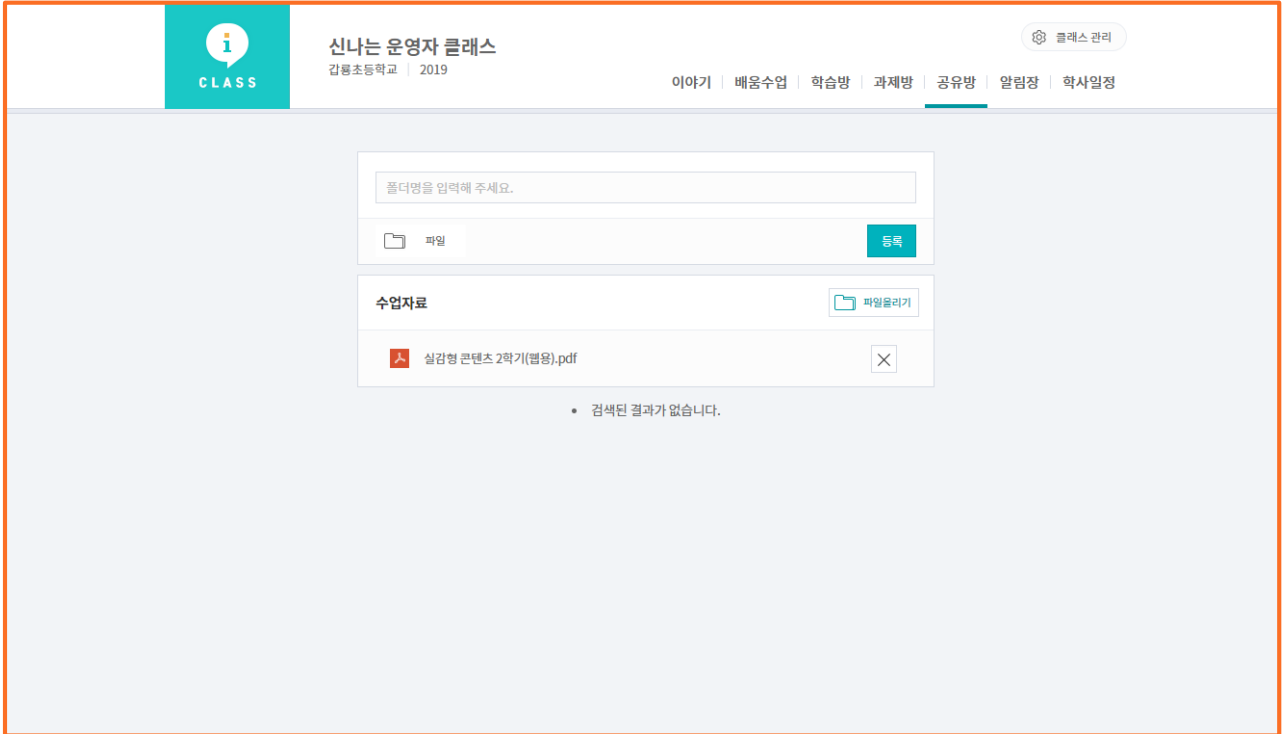 i
CLASS
신나는 운영자 클래스
갑룡초등학교 | 2019
클래스 관리
이야기 | 배움수업 | 학습방 | 과제방 | 공유방 | 알림장 | 학사일정
폴더명을 입력해 주세요.
파일
등록
수업자료
파일올리기
실감형 콘텐츠 2학기(웹용).pdf
• 검색된 결과가 없습니다.